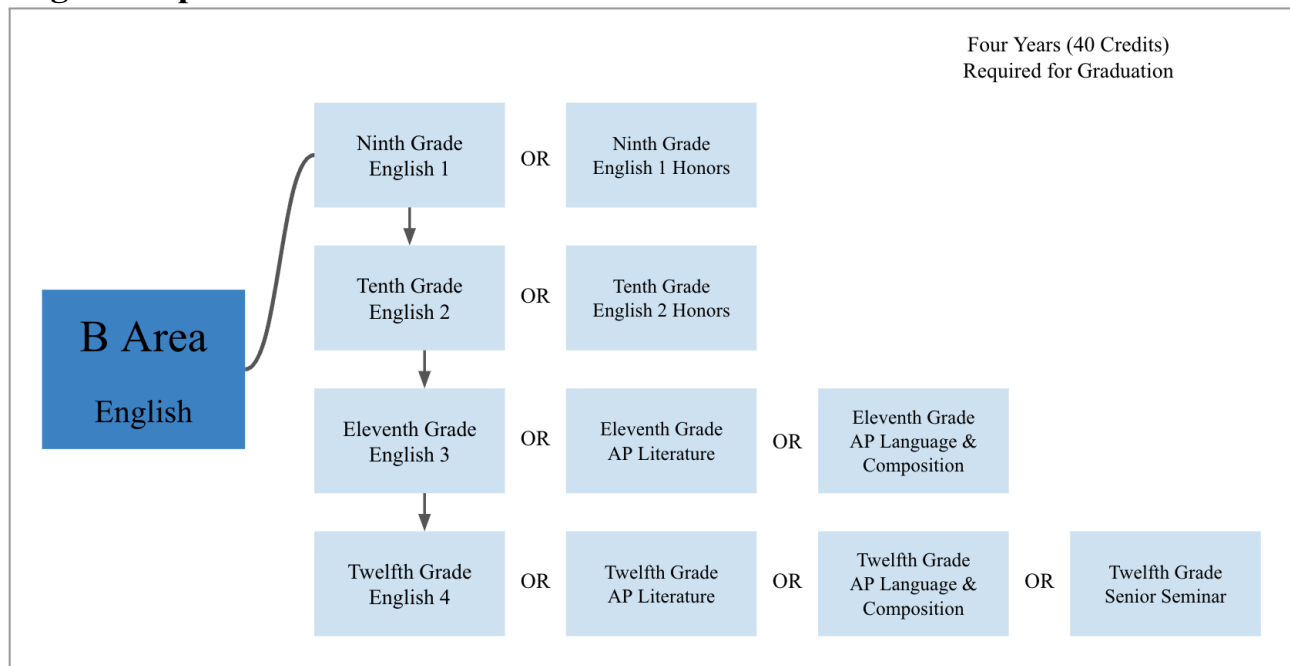 Four Years (40 Credits)
Required for Graduation
Ninth Grade
English 1
OR
Ninth Grade
English 1 Honors
Tenth Grade
English 2
OR
Tenth Grade
English 2 Honors
B Area
English
Eleventh Grade
English 3
OR
Eleventh Grade
AP Literature
OR
Eleventh Grade
AP Language &
Composition
Twelfth Grade
English 4
OR
Twelfth Grade
AP Literature
OR
Twelfth Grade
AP Language &
Composition
OR
Twelfth Grade
Senior Seminar